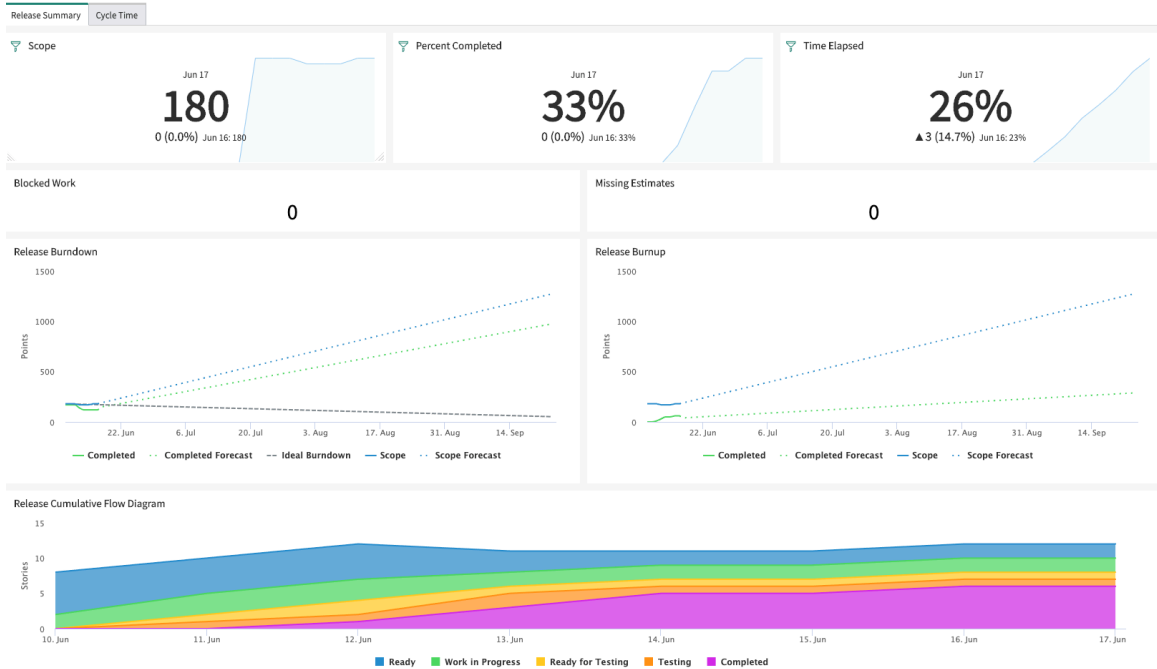 Release Summary Cycle Time
Scope
Jun 17
180
0 (0.0%) Jun 16: 180
Percent Completed
Jun 17
33%
0 (0.0%) Jun 16: 33%
Time Elapsed
Jun 17
26%
▲3 (14.7%) Jun 16: 23%
Blocked Work
0
Missing Estimates
0
Release Burndown
1500
1000
500
0
Points
22. Jun 6. Jul 20. Jul 3. Aug 17. Aug 31. Aug 14. Sep
Completed Completed Forecast Ideal Burndown Scope Scope Forecast
Release Burnup
1500
1000
500
0
Points
22. Jun 6. Jul 20. Jul 3. Aug 17. Aug 31. Aug 14. Sep
Completed Completed Forecast Scope Scope Forecast
Release Cumulative Flow Diagram
15
10
5
0
Stories
10. Jun 11. Jun 12. Jun 13. Jun 14. Jun 15. Jun 16. Jun 17. Jun
Ready Work in Progress Ready for Testing Testing Completed